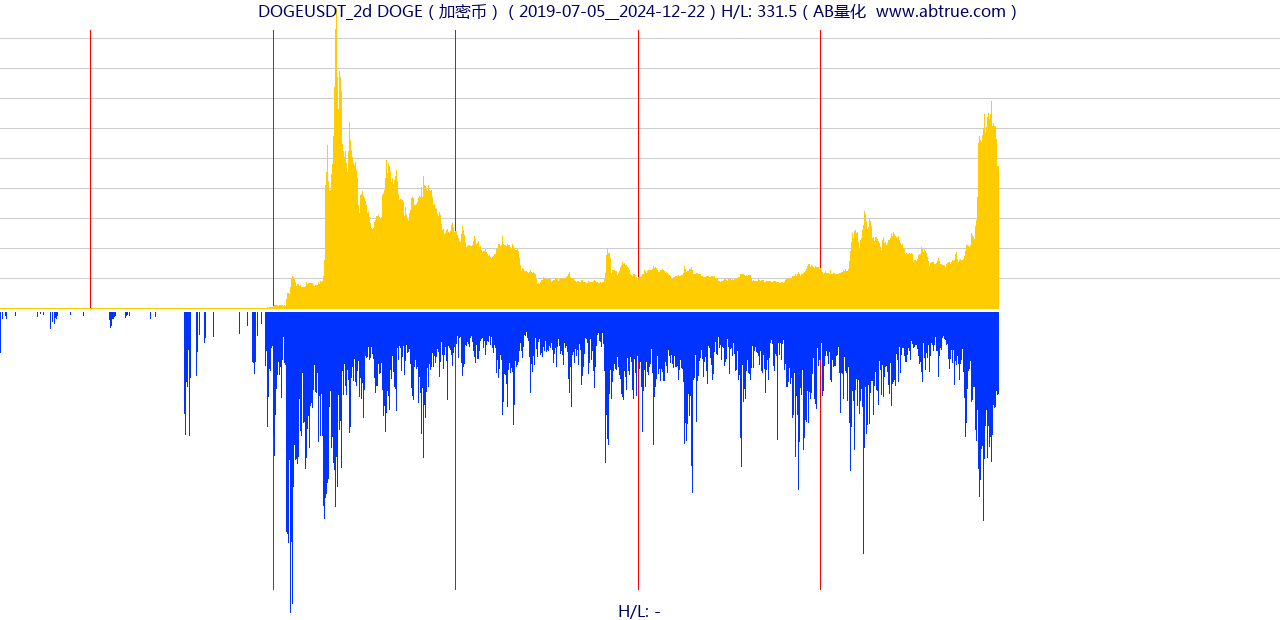 DOGEUSDT_2d DOGE ( 加密币 ) ( 2019-07-05__2024-12-22 ) H/L: 331.5 ( AB量化  www.abtrue.com )
H/L: -